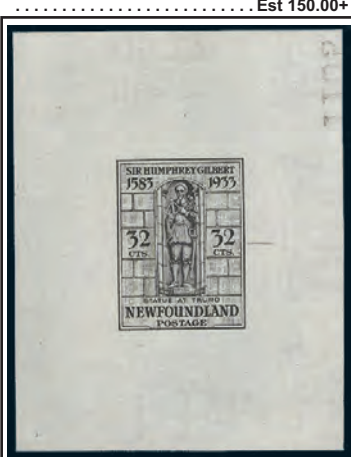 . . . . . . . . . . . . . . . . . . . . . . . . . . Est 150.00+
SIR HUMPHREY GILBERT
1583 1933
32 32
CTS. CTS.
STATUE AT TRURO
NEWFOUNDLAND
POSTAGE